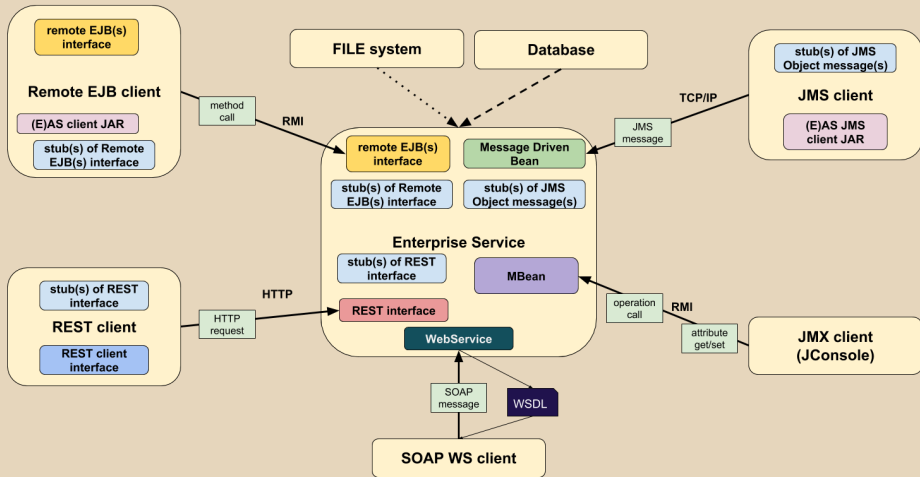 remote EJB(s)
interface
Remote EJB client
(E)AS client JAR
stub(s) of Remote
EJB(s) interface
method
call
RMI
FILE system
Database
TCP/IP
JMS
message
stub(s) of JMS
Object message(s)
JMS client
(E)AS JMS
client JAR
remote EJB(s)
interface
Message Driven
Bean
stub(s) of Remote
EJB(s) interface
stub(s) of JMS
Object message(s)
Enterprise Service
stub(s) of REST
interface
MBean
REST interface
WebService
stub(s) of REST
interface
REST client
REST client
interface
HTTP
HTTP
request
operation
call
RMI
attribute
get/set
JMX client
(JConsole)
SOAP
message
WSDL
SOAP WS client